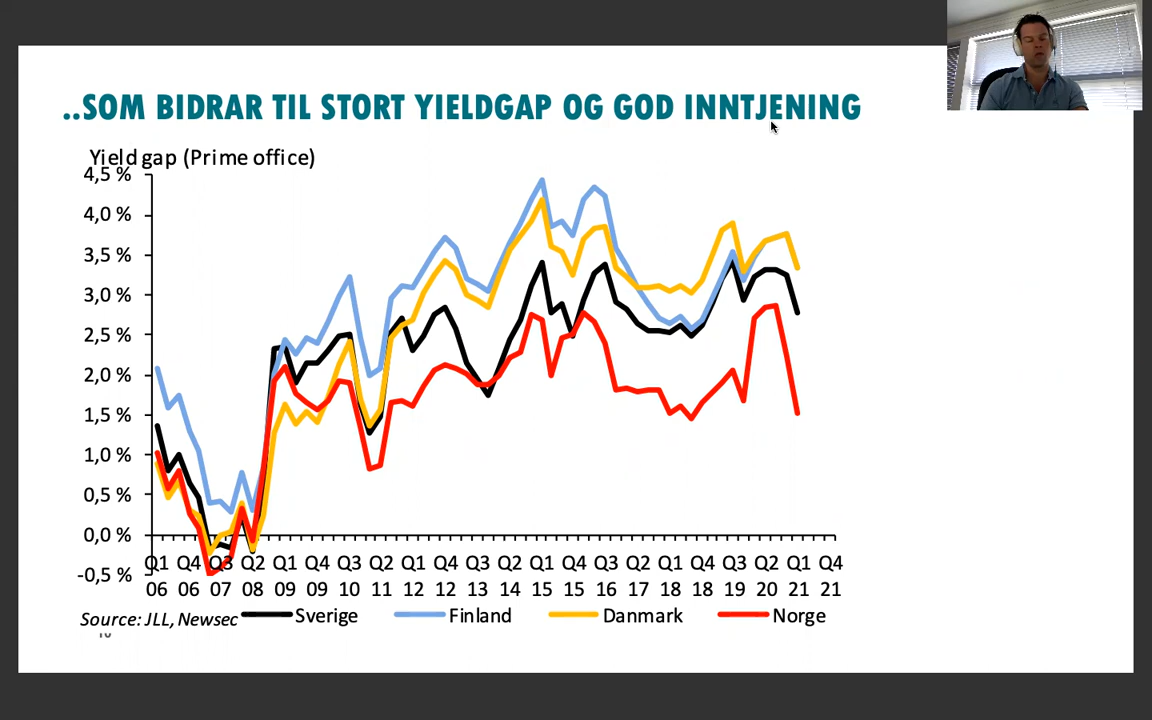 ..SOM BIDRAR TIL STORT YIELDGAP OG GOD INNTJENING
Yield gap (Prime office)
4,5 %
4,0 %
3,5 %
3,0 %
2,5 %
2,0 %
1,5 %
1,0 %
0,5 %
0,0 %
-0,5 %
Q1 Q4 Q3 Q2 Q1 Q4 Q3 Q2 Q1 Q4 Q3 Q2 Q1 Q4 Q3 Q2 Q1 Q4 Q3 Q2 Q1 Q4
06 06 07 08 09 09 10 11 12 12 13 14 15 15 16 17 18 18 19 20 21 21
Source: JLL, Newsec
Sverige Finland Danmark Norge